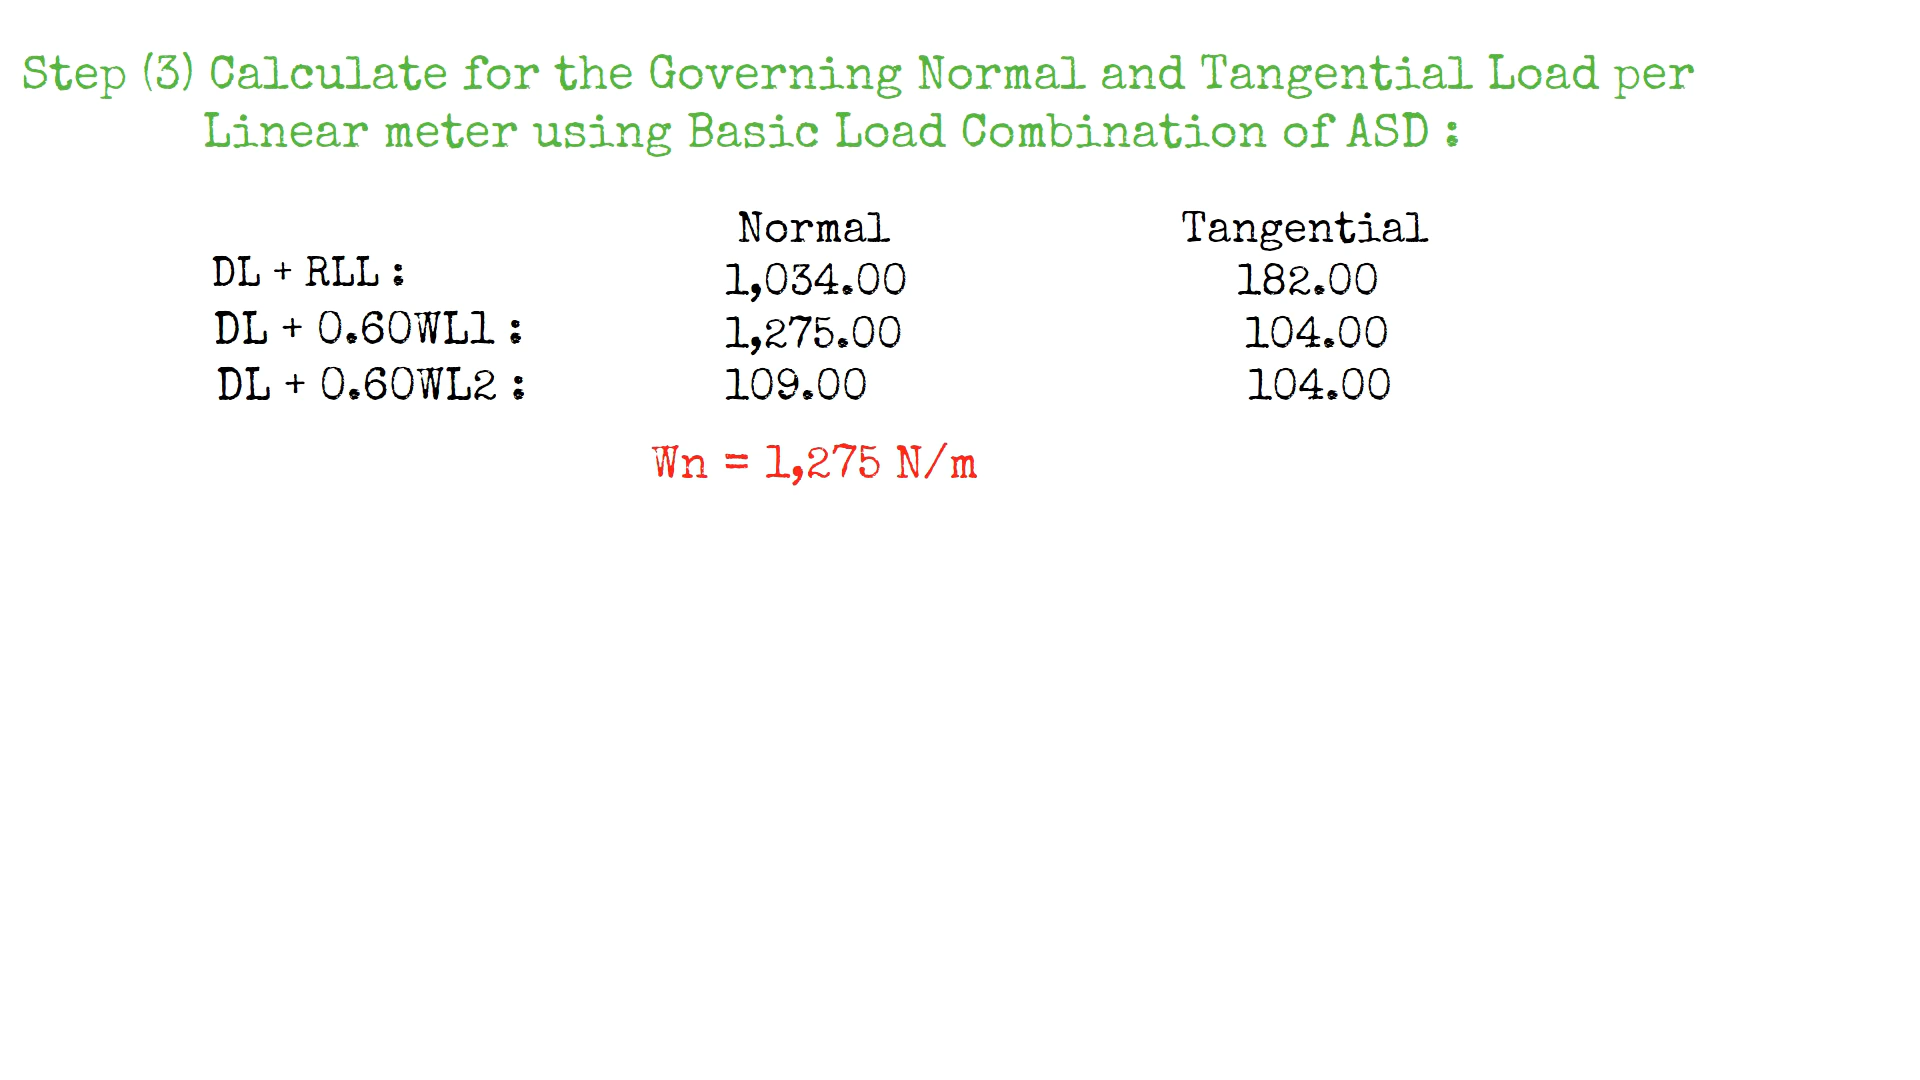 Step (3) Calculate for the Governing Normal and Tangential Load per
Linear meter using Basic Load Combination of ASD :
Normal Tangential
DL + RLL : 1,034.00 182.00
DL + 0.60WL1 : 1,275.00 104.00
DL + 0.60WL2 : 109.00 104.00
Wn = 1,275 N/m